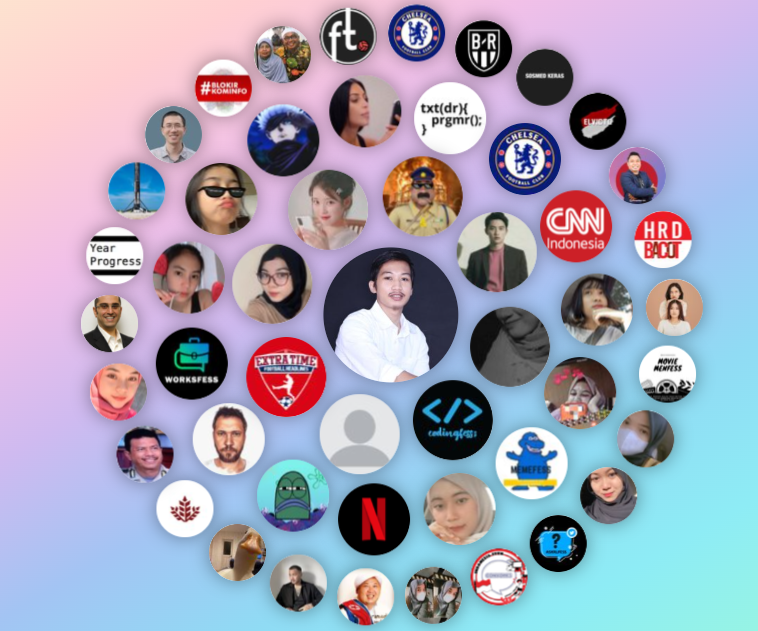 ft
CHELSEA
FOOTBALL CLUB
B/R
SOSMED KERAS
#BLOKIR
KOMINFO
txt(dr){
prgmr();
}
CHELSEA
FOOTBALL CLUB
CNN
Indonesia
HRD
BACOT
Year
Progress
EXTRATIME
FOOTBALL HEADLINES
WORKSFESS
MOVIE
MENFESS
</>
codingfess
MEMEFESS
N
?